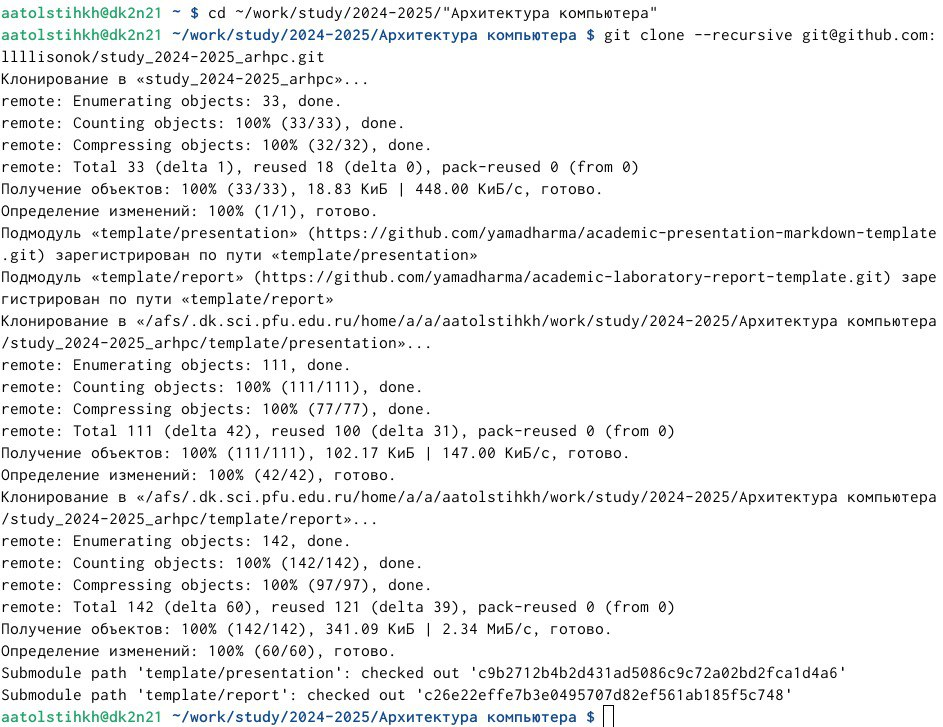 aatolstihkh@dk2n21 ~ $ cd ~/work/study/2024-2025/"Архитектура компьютера"
aatolstihkh@dk2n21 ~/work/study/2024-2025/Архитектура компьютера $ git clone --recursive git@github.com:
llllisonok/study_2024-2025_arhpc.git
Клонирование в «study_2024-2025_arhpc»...
remote: Enumerating objects: 33, done.
remote: Counting objects: 100% (33/33), done.
remote: Compressing objects: 100% (32/32), done.
remote: Total 33 (delta 1), reused 18 (delta 0), pack-reused 0 (from 0)
Получение объектов: 100% (33/33), 18.83 КиБ | 448.00 КиБ/с, готово.
Определение изменений: 100% (1/1), готово.
Подмодуль «template/presentation» (https://github.com/yamadharma/academic-presentation-markdown-template
.git) зарегистрирован по пути «template/presentation»
Подмодуль «template/report» (https://github.com/yamadharma/academic-laboratory-report-template.git) заре
гистрирован по пути «template/report»
Клонирование в «/afs/.dk.sci.pfu.edu.ru/home/a/a/aatolstihkh/work/study/2024-2025/Архитектура компьютера
/study_2024-2025_arhpc/template/presentation»...
remote: Enumerating objects: 111, done.
remote: Counting objects: 100% (111/111), done.
remote: Compressing objects: 100% (77/77), done.
remote: Total 111 (delta 42), reused 100 (delta 31), pack-reused 0 (from 0)
Получение объектов: 100% (111/111), 102.17 КиБ | 147.00 КиБ/с, готово.
Определение изменений: 100% (42/42), готово.
Клонирование в «/afs/.dk.sci.pfu.edu.ru/home/a/a/aatolstihkh/work/study/2024-2025/Архитектура компьютера
/study_2024-2025_arhpc/template/report»...
remote: Enumerating objects: 142, done.
remote: Counting objects: 100% (142/142), done.
remote: Compressing objects: 100% (97/97), done.
remote: Total 142 (delta 60), reused 121 (delta 39), pack-reused 0 (from 0)
Получение объектов: 100% (142/142), 341.09 КиБ | 2.34 МиБ/с, готово.
Определение изменений: 100% (60/60), готово.
Submodule path 'template/presentation': checked out 'c9b2712b4b2d431ad5086c9c72a02bd2fca1d4a6'
Submodule path 'template/report': checked out 'c26e22effe7b3e0495707d82ef561ab185f5c748'
aatolstihkh@dk2n21 ~/work/study/2024-2025/Архитектура компьютера $